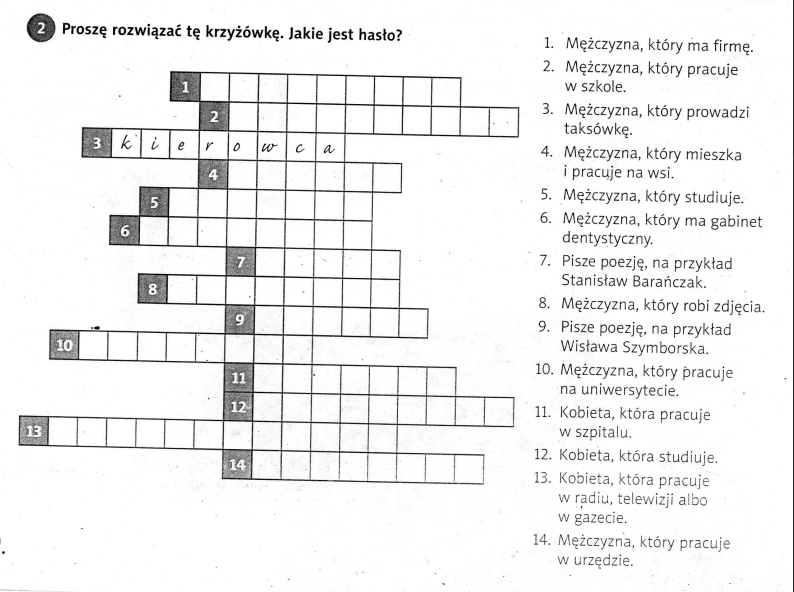 2 Proszę rozwiązać tę krzyżówkę. Jakie jest hasło?
1
2
3 k i e r o w c a
4
5
6
7
8
9
10
11
12
13
14
1. Mężczyzna, który ma firmę.
2. Mężczyzna, który pracuje
w szkole.
3. Mężczyzna, który prowadzi
taksówkę.
4. Mężczyzna, który mieszka
i pracuje na wsi.
5. Mężczyzna, który studiuje.
6. Mężczyzna, który ma gabinet
dentystyczny.
7. Pisze poezję, na przykład
Stanisław Barańczak.
8. Mężczyzna, który robi zdjęcia.
9. Pisze poezję, na przykład
Wisława Szymborska.
10. Mężczyzna, który pracuje
na uniwersytecie.
11. Kobieta, która pracuje
w szpitalu.
12. Kobieta, która studiuje.
13. Kobieta, która pracuje
w radiu, telewizji albo
w gazecie.
14. Mężczyzna, który pracuje
w urzędzie.